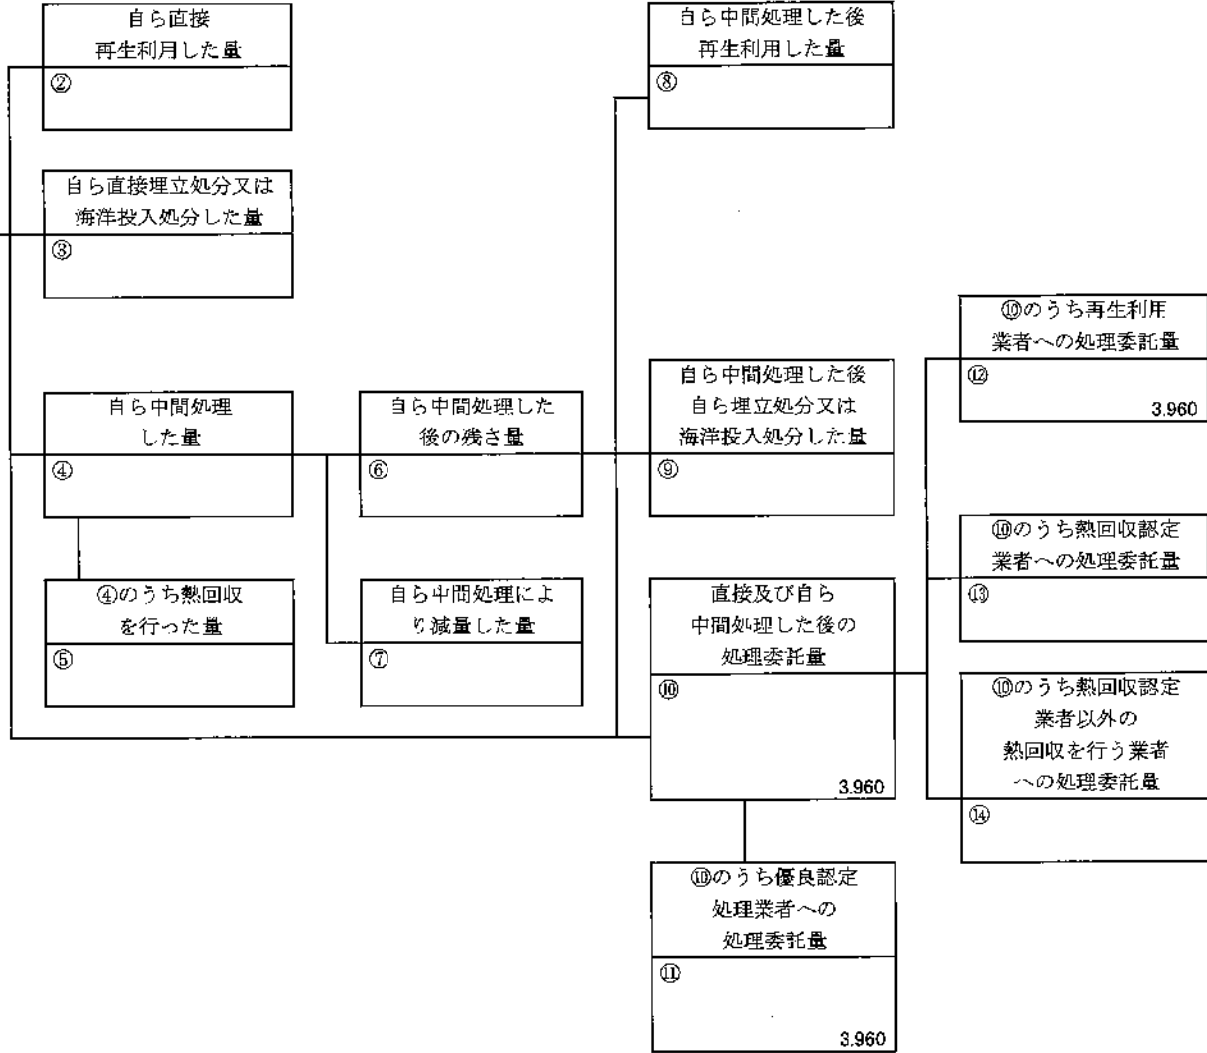 自ら直接
再生利用した量
②
自ら中間処理した後
再生利用した量
⑧
自ら直接埋立処分又は
海洋投入処分した量
③
⑩のうち再生利用
業者への処理委託量
⑫
3.960
自ら中間処理
した量
④
自ら中間処理した
後の残さ量
⑥
自ら中間処理した後
自ら埋立処分又は
海洋投入処分した量
⑨
⑩のうち熱回収認定
業者への処理委託量
⑬
④のうち熱回収
を行った量
⑤
自ら中間処理によ
り減量した量
⑦
直接及び自ら
中間処理した後の
処理委託量
⑩
3.960
⑩のうち熱回収認定
業者以外の
熱回収を行う業者
への処理委託量
⑭
⑩のうち優良認定
処理業者への
処理委託量
⑪
3.960